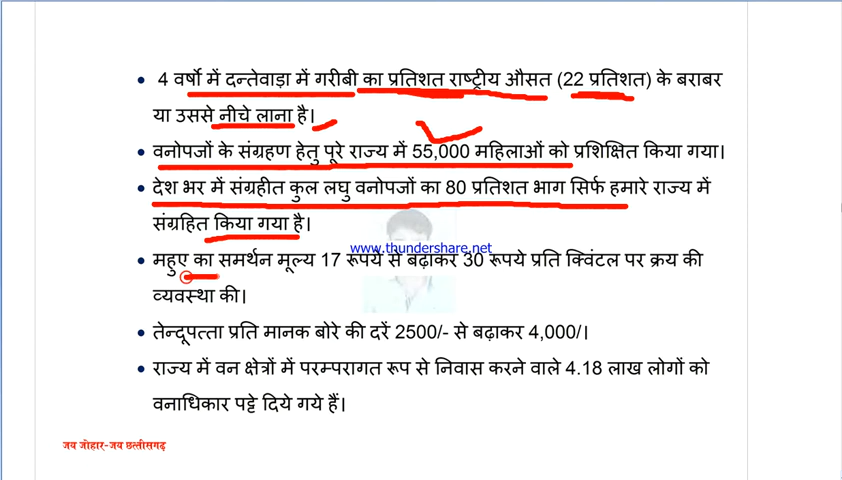 • 4 वर्षो में दन्तेवाड़ा में गरीबी का प्रतिशत राष्ट्रीय औसत (22 प्रतिशत) के बराबर
या उससे नीचे लाना है।
• वनोपजों के संग्रहण हेतु पूरे राज्य में 55,000 महिलाओं को प्रशिक्षित किया गया।
• देश भर में संग्रहीत कुल लघु वनोपजों का 80 प्रतिशत भाग सिर्फ हमारे राज्य में
संग्रहित किया गया है।
www.thundershare.net
• महुए का समर्थन मूल्य 17 रूपये से बढ़ाकर 30 रूपये प्रति क्विंटल पर क्रय की
व्यवस्था की।
• तेन्दूपत्ता प्रति मानक बोरे की दरें 2500/- से बढ़ाकर 4,000/।
• राज्य में वन क्षेत्रों में परम्परागत रूप से निवास करने वाले 4.18 लाख लोगों को
वनाधिकार पट्टे दिये गये हैं।
जय जोहार-जय छत्तीसगढ़